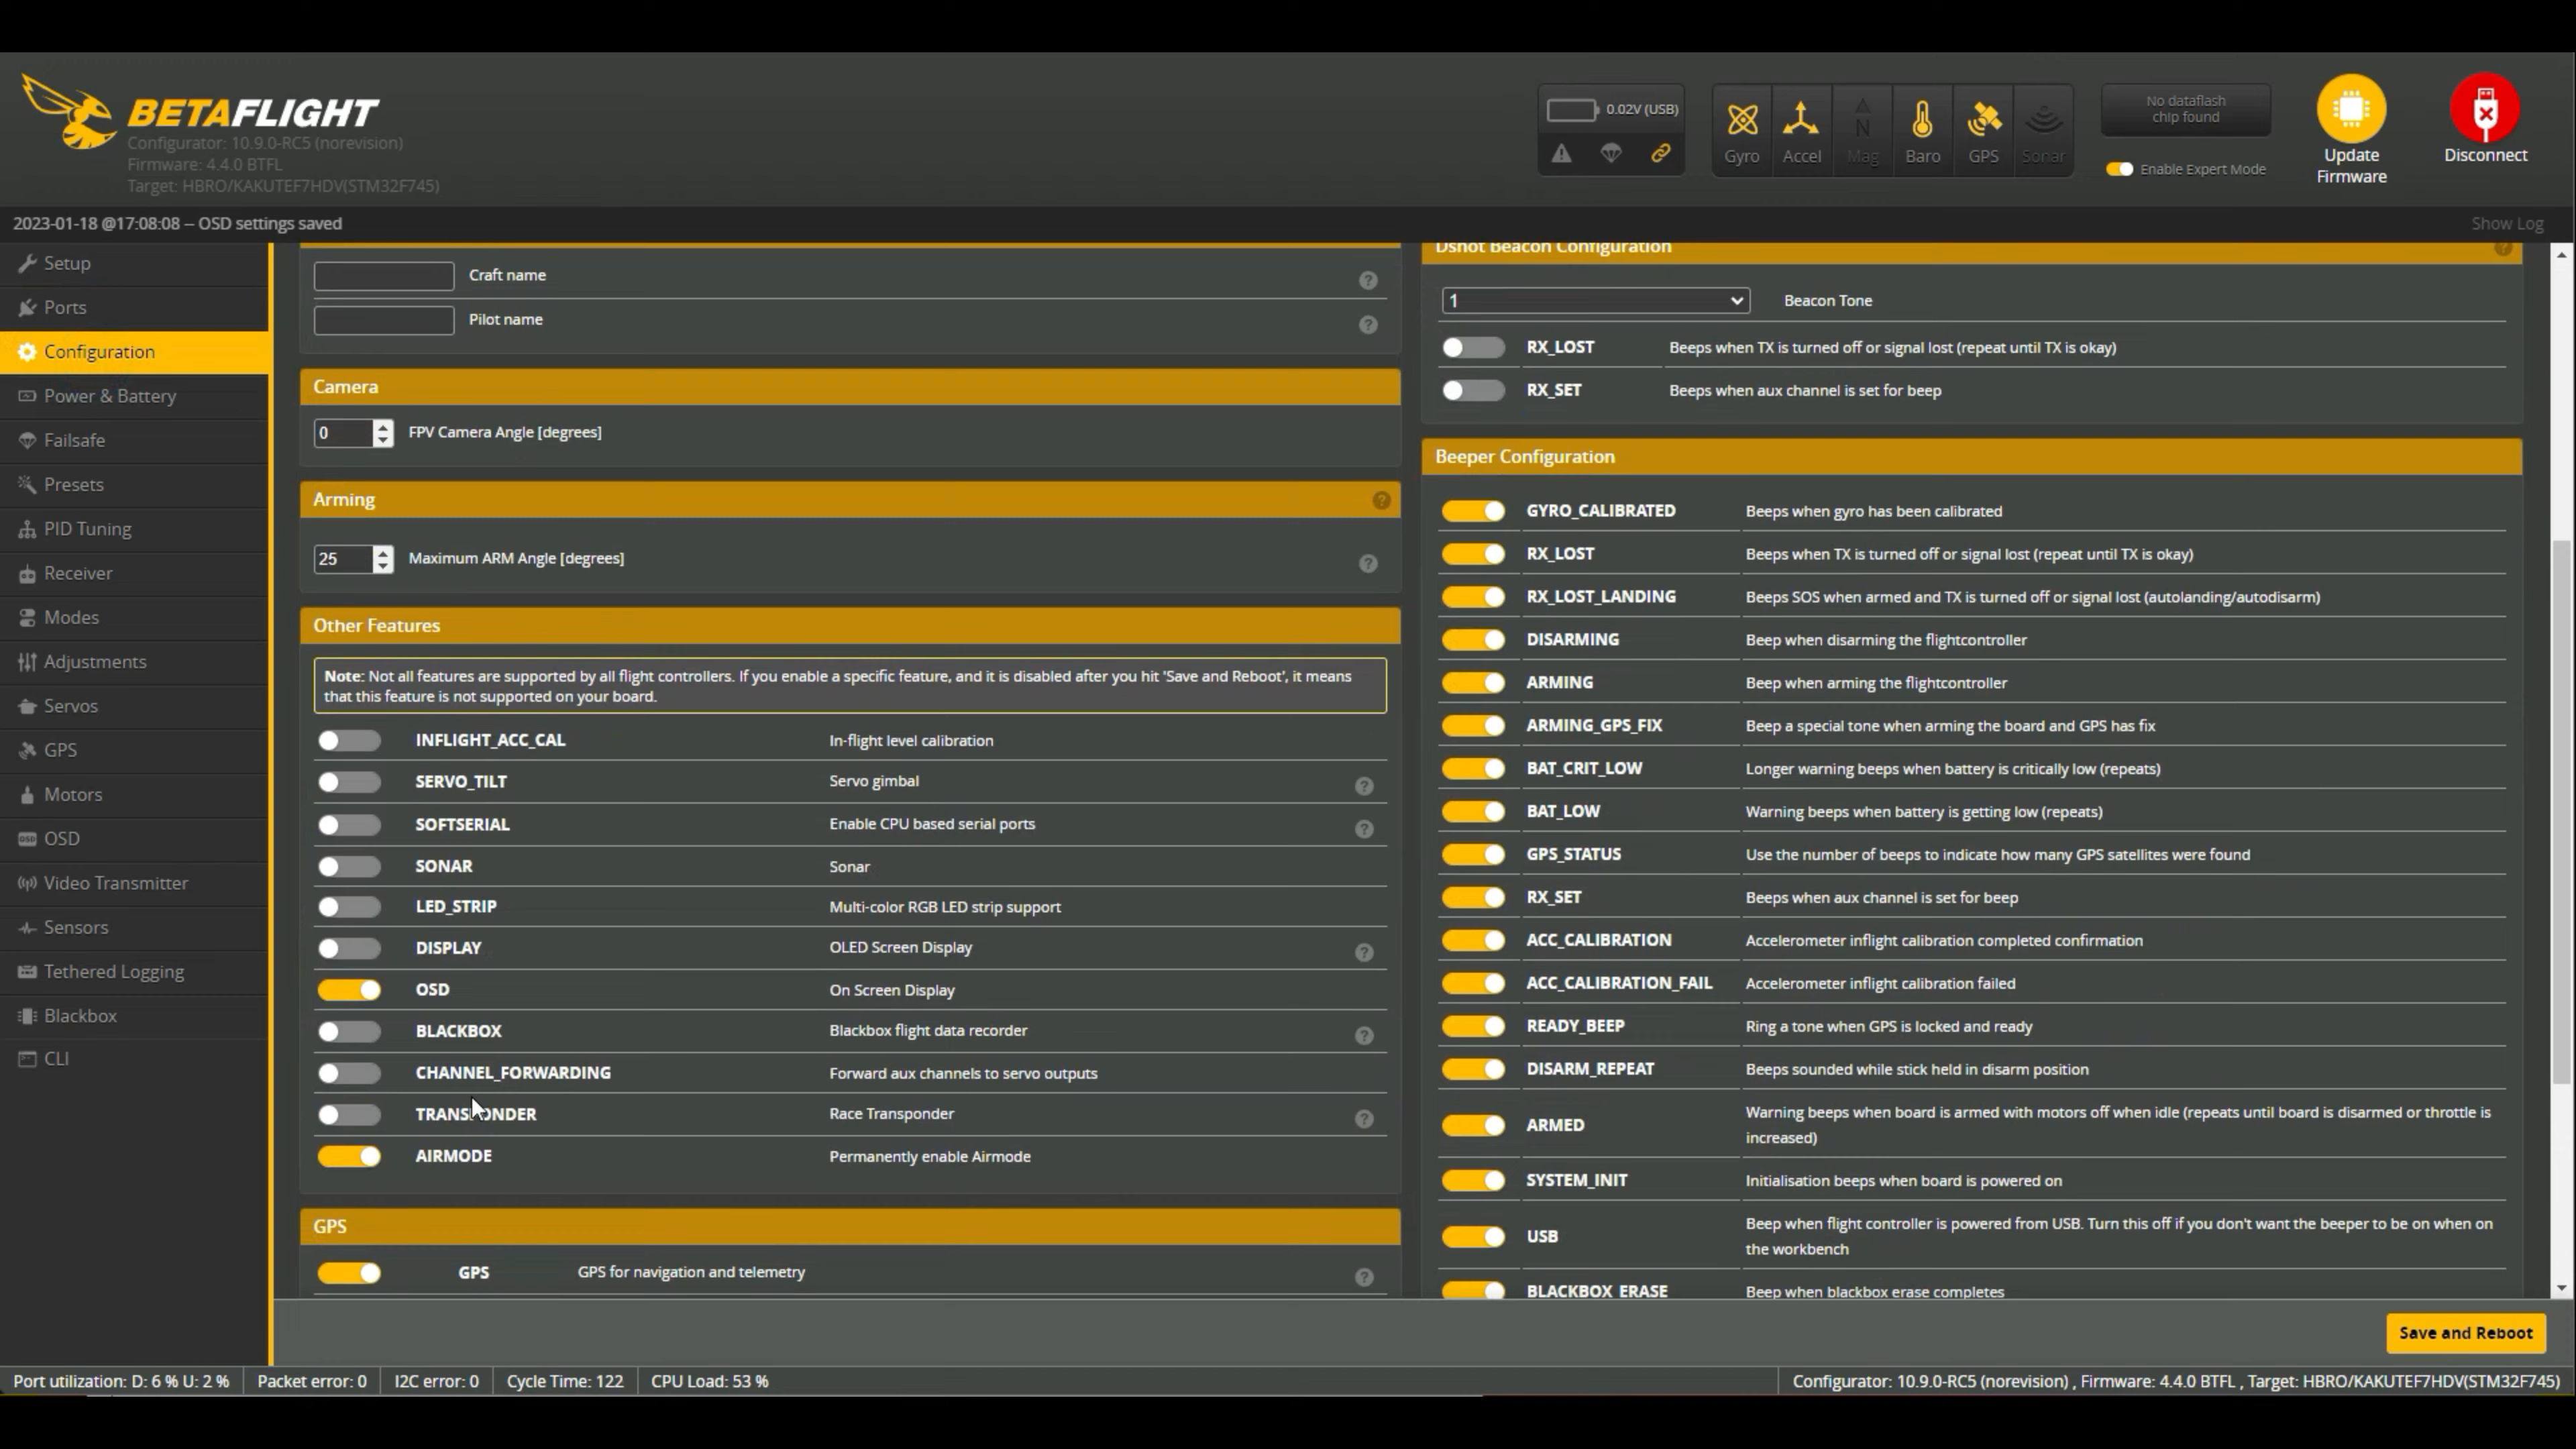 BETAFLIGHT
Configurator: 10.9.0-RC5 (norevision)
Firmware: 4.4.0 BTFL
Target: HBRO/KAKUTEF7HDV(STM32F745)
0.02V (USB)
Gyro
Accel
N
Mag
Baro
GPS
Sonar
No dataflash
chip found
Enable Expert Mode
Update
Firmware
Disconnect
2023-01-18 @17:08:08 -- OSD settings saved
Show Log
Setup
Ports
Configuration
Power & Battery
Failsafe
Presets
PID Tuning
Receiver
Modes
Adjustments
Servos
GPS
Motors
OSD
Video Transmitter
Sensors
Tethered Logging
Blackbox
CLI
Craft name
Pilot name
Camera
0 FPV Camera Angle [degrees]
Arming
25 Maximum ARM Angle [degrees]
Other Features
Note: Not all features are supported by all flight controllers. If you enable a specific feature, and it is disabled after you hit 'Save and Reboot', it means
that this feature is not supported on your board.
INFLIGHT_ACC_CAL In-flight level calibration
SERVO_TILT Servo gimbal
SOFTSERIAL Enable CPU based serial ports
SONAR Sonar
LED_STRIP Multi-color RGB LED strip support
DISPLAY OLED Screen Display
OSD On Screen Display
BLACKBOX Blackbox flight data recorder
CHANNEL_FORWARDING Forward aux channels to servo outputs
TRANSPONDER Race Transponder
AIRMODE Permanently enable Airmode
GPS
GPS GPS for navigation and telemetry
Dshot Beacon Configuration
1 Beacon Tone
RX_LOST Beeps when TX is turned off or signal lost (repeat until TX is okay)
RX_SET Beeps when aux channel is set for beep
Beeper Configuration
GYRO_CALIBRATED Beeps when gyro has been calibrated
RX_LOST Beeps when TX is turned off or signal lost (repeat until TX is okay)
RX_LOST_LANDING Beeps SOS when armed and TX is turned off or signal lost (autolanding/autodisarm)
DISARMING Beep when disarming the flightcontroller
ARMING Beep when arming the flightcontroller
ARMING_GPS_FIX Beep a special tone when arming the board and GPS has fix
BAT_CRIT_LOW Longer warning beeps when battery is critically low (repeats)
BAT_LOW Warning beeps when battery is getting low (repeats)
GPS_STATUS Use the number of beeps to indicate how many GPS satellites were found
RX_SET Beeps when aux channel is set for beep
ACC_CALIBRATION Accelerometer inflight calibration completed confirmation
ACC_CALIBRATION_FAIL Accelerometer inflight calibration failed
READY_BEEP Ring a tone when GPS is locked and ready
DISARM_REPEAT Beeps sounded while stick held in disarm position
ARMED Warning beeps when board is armed with motors off when idle (repeats until board is disarmed or throttle is
increased)
SYSTEM_INIT Initialisation beeps when board is powered on
USB Beep when flight controller is powered from USB. Turn this off if you don't want the beeper to be on when on
the workbench
BLACKBOX_ERASE Beep when blackbox erase completes
Save and Reboot
Port utilization: D: 6 % U: 2 % Packet error: 0 I2C error: 0 Cycle Time: 122 CPU Load: 53 %
Configurator: 10.9.0-RC5 (norevision) , Firmware: 4.4.0 BTFL , Target: HBRO/KAKUTEF7HDV(STM32F745)